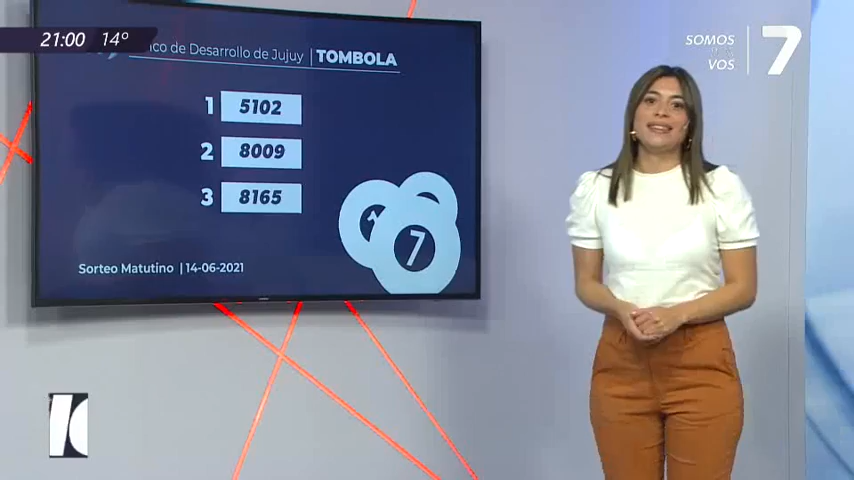 21:00 14°
de Desarrollo de Jujuy | TOMBOLA
1 5102
2 8009
3 8165
7
Sorteo Matutino | 14-06-2021
SOMOS
VOS
7